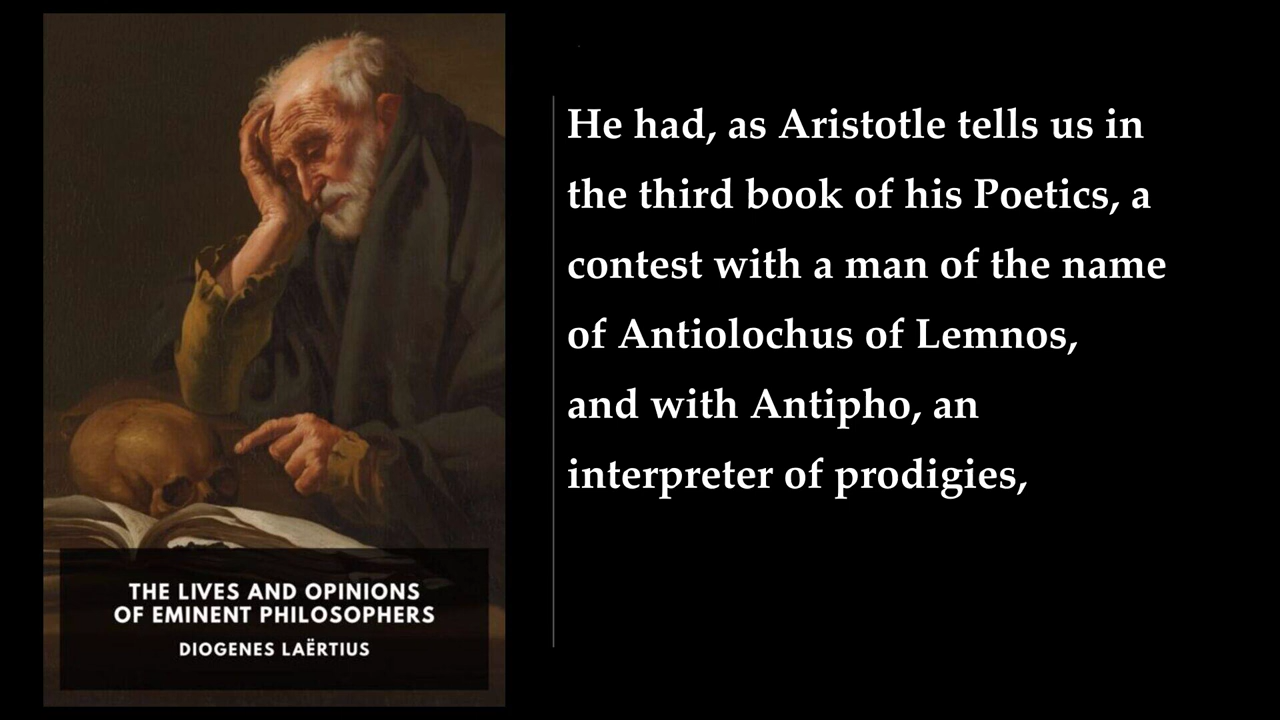 THE LIVES AND OPINIONS
OF EMINENT PHILOSOPHERS
DIOGENES LAËRTIUS
He had, as Aristotle tells us in
the third book of his Poetics, a
contest with a man of the name
of Antiolochus of Lemnos,
and with Antipho, an
interpreter of prodigies,